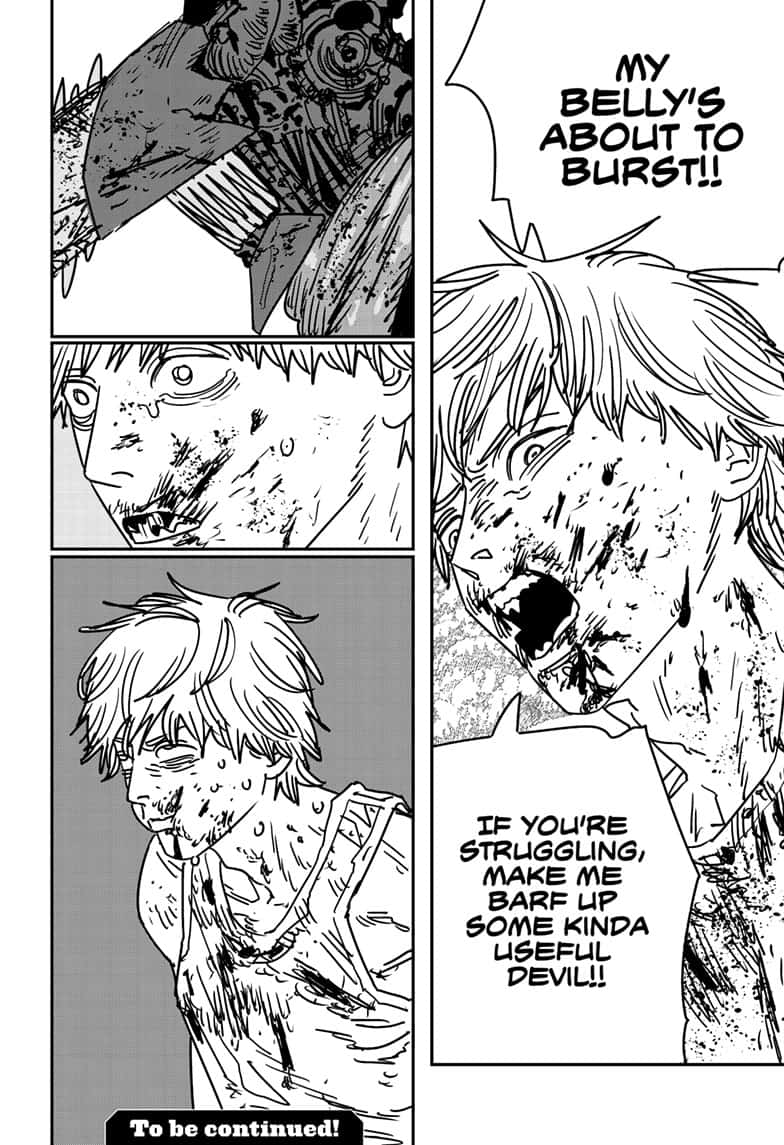 MY
BELLY'S
ABOUT TO
BURST!!
IF YOU'RE
STRUGGLING,
MAKE ME
BARF UP
SOME KINDA
USEFUL
DEVIL!!
To be continued!